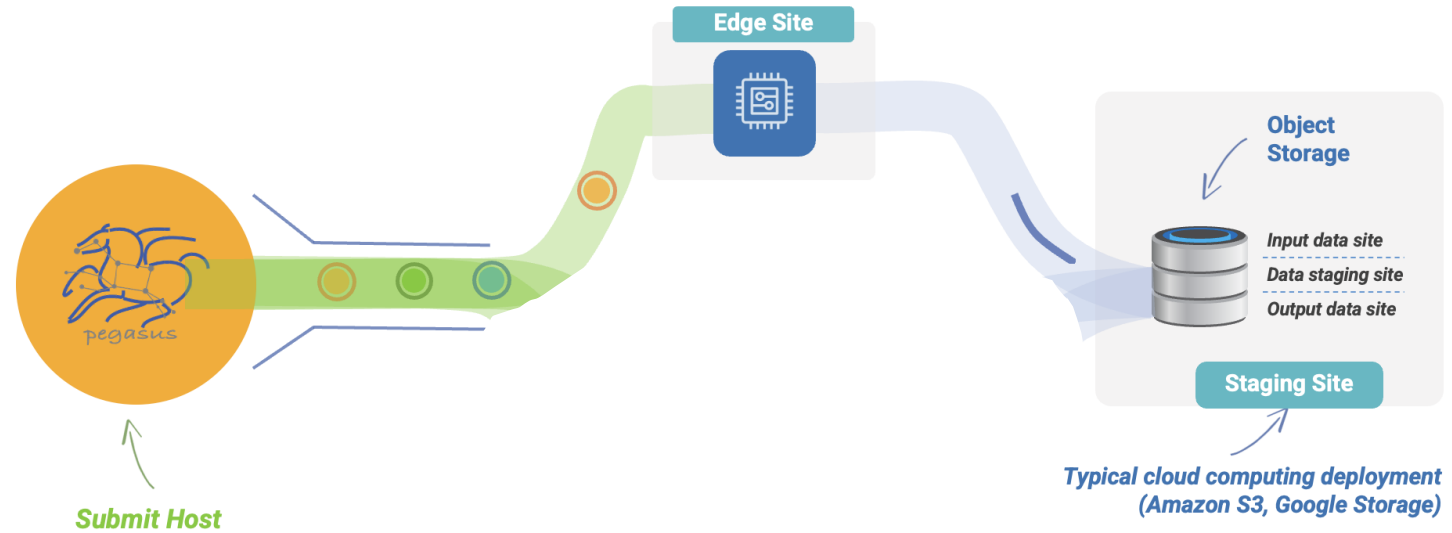 Edge Site
Object
Storage
pegasus
Input data site
Data staging site
Output data site
Staging Site
Typical cloud computing deployment
(Amazon S3, Google Storage)
Submit Host